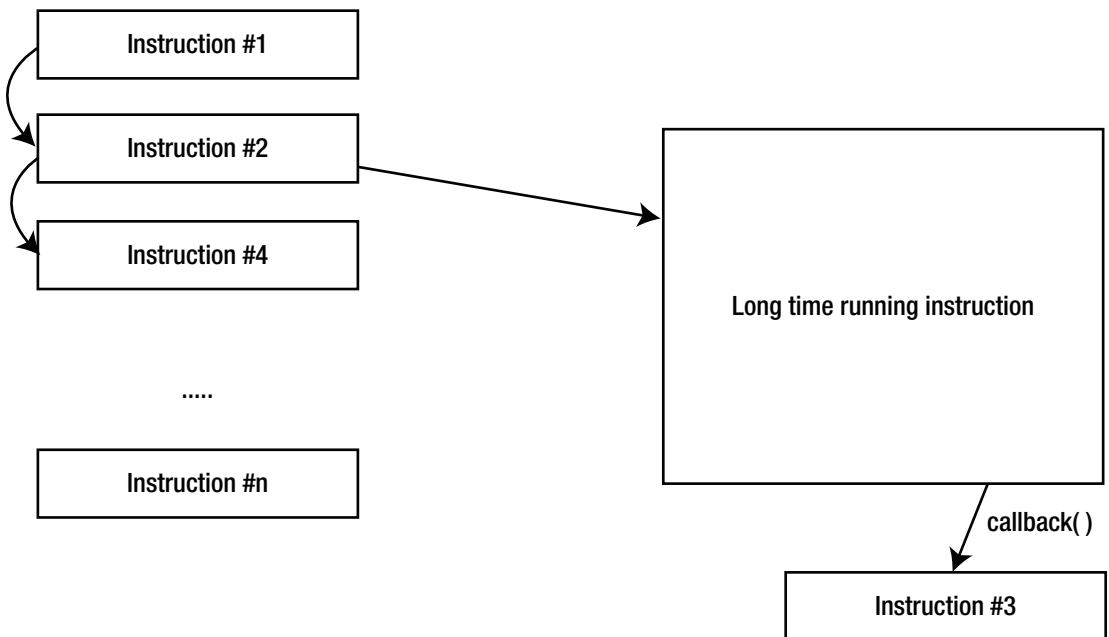 Instruction #1
Instruction #2
Instruction #4
Long time running instruction
.....
Instruction #n
callback( )
Instruction #3